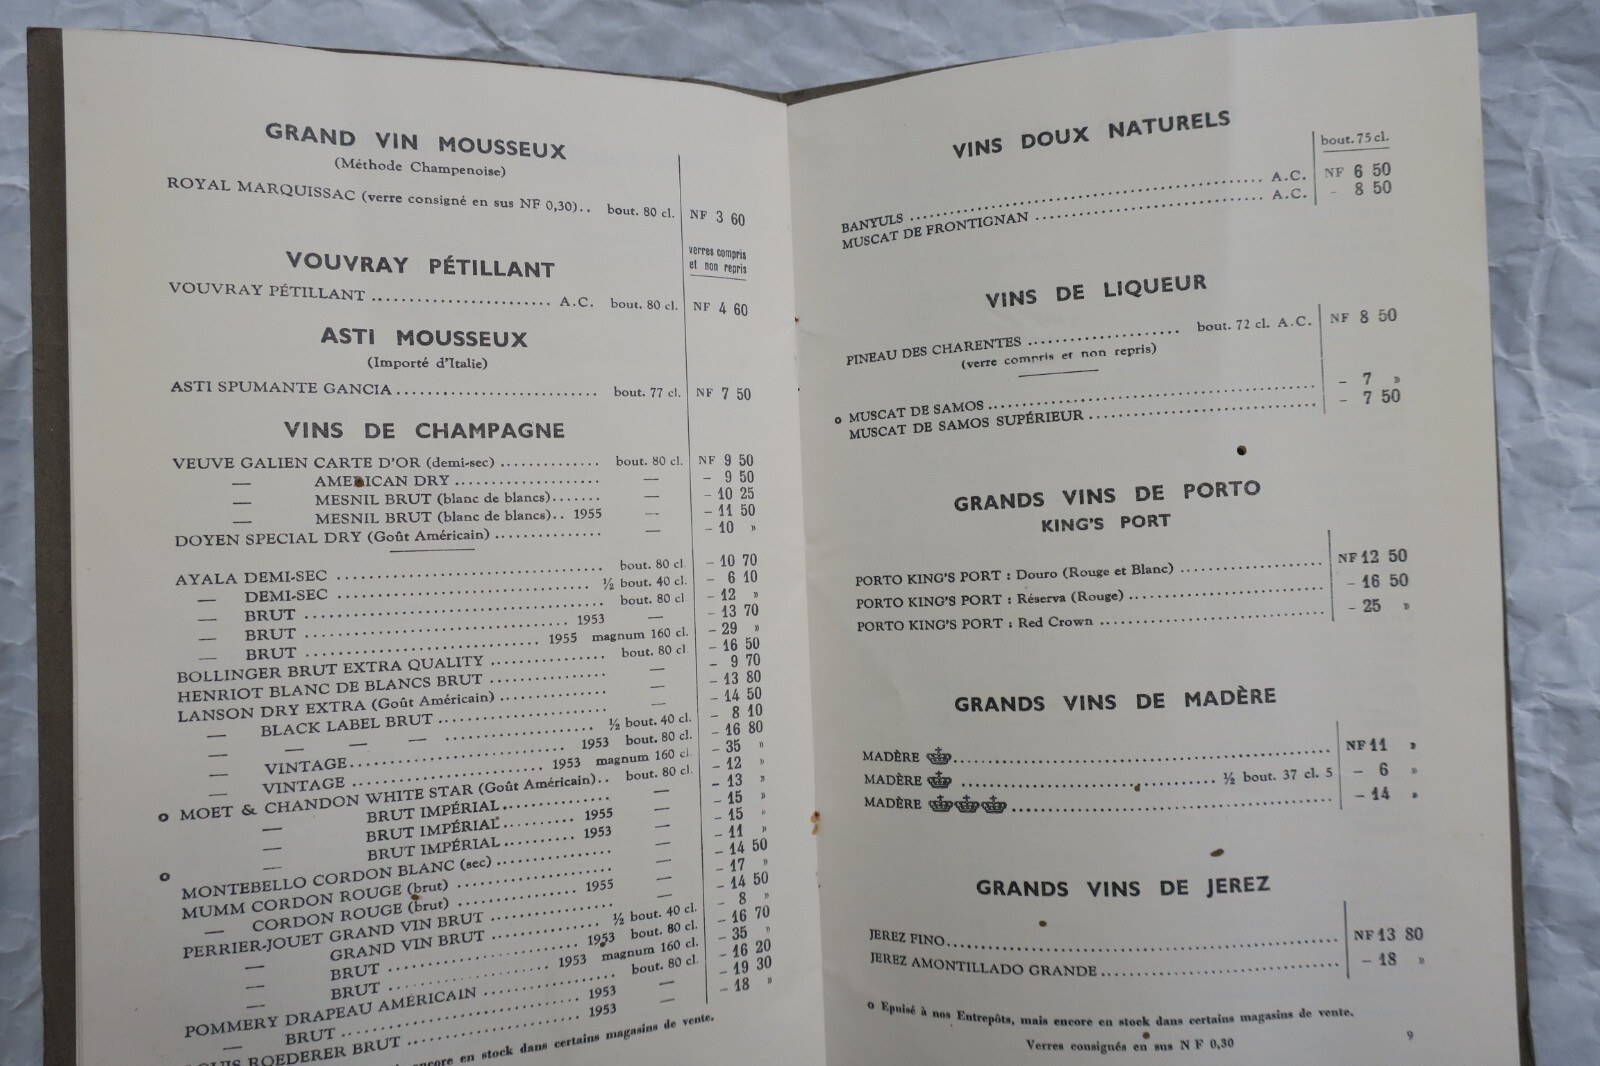 GRAND VIN MOUSSEUX
(Méthode Champenoise)
ROYAL MARQUISSAC (verre consigné en sus NF 0,30).. bout. 80 cl. NF 3 60
verres compris
et non repris
VOUVRAY PÉTILLANT
VOUVRAY PÉTILLANT ........................ A.C. bout. 80 cl. NF 4 60
ASTI MOUSSEUX
(Importé d'Italie)
ASTI SPUMANTE GANCIA .......................... bout. 77 cl. NF 7 50
VINS DE CHAMPAGNE
VEUVE GALIEN CARTE D'OR (demi-sec) .............. bout. 80 cl. NF 9 50
— AMERICAN DRY .................... — - 9 50
— MESNIL BRUT (blanc de blancs)....... — - 10 25
— MESNIL BRUT (blanc de blancs).. 1955 — - 11 50
DOYEN SPECIAL DRY (Goût Américain) .............. — - 10 »
AYALA DEMI-SEC .................................. bout. 80 cl - 10 70
— DEMI-SEC .................................. ½ bout. 40 cl. - 6 10
— BRUT ...................................... bout. 80 cl - 12 »
— BRUT .................................. 1953 — - 13 70
— BRUT ............................ 1955 magnum 160 cl. - 29 »
BOLLINGER BRUT EXTRA QUALITY ............... bout. 80 cl - 16 50
HENRIOT BLANC DE BLANCS BRUT ............... — - 9 70
LANSON DRY EXTRA (Goût Américain) .............. — - 13 80
— BLACK LABEL BRUT ...................... — - 14 50
— — — — .................... ½ bout. 40 cl. - 8 10
— VINTAGE............................ 1953 bout. 80 cl. - 16 80
— VINTAGE ........................ 1953 magnum 160 cl - 35 »
o MOET & CHANDON WHITE STAR (Goût Américain).. bout. 80 cl. - 12 »
— BRUT IMPÉRIAL.............. — - 13 »
— BRUT IMPÉRIAL.......... 1955 — - 15 »
o — BRUT IMPÉRIAL.......... 1953 — - 15 »
MONTEBELLO CORDON BLANC (sec) ............... — - 11 »
MUMM CORDON ROUGE (brut) .................... — - 14 50
— CORDON ROUGE (brut) ............... 1955 — - 17 »
PERRIER-JOUET GRAND VIN BRUT ................ — - 14 50
— GRAND VIN BRUT .............. ½ bout. 40 cl. - 8 »
— BRUT ...................... 1953 bout. 80 cl. - 16 70
— BRUT .................. 1953 magnum 160 cl. - 35 »
POMMERY DRAPEAU AMÉRICAIN ................ bout. 80 cl. - 16 20
— BRUT ............................ 1953 — - 19 30
ROEDERER BRUT ..................... 1953 — - 18 »
encore en stock dans certains magasins de vente.
VINS DOUX NATURELS
bout. 75 cl.
BANYULS .......................................... A.C. NF 6 50
MUSCAT DE FRONTIGNAN .......................... A.C. - 8 50
VINS DE LIQUEUR
PINEAU DES CHARENTES .................... bout. 72 cl. A.C. NF 8 50
(verre compris et non repris)
o MUSCAT DE SAMOS .......................................... - 7 »
MUSCAT DE SAMOS SUPÉRIEUR ............................ - 7 50
GRANDS VINS DE PORTO
KING'S PORT
PORTO KING'S PORT : Douro (Rouge et Blanc) .................. NF 12 50
PORTO KING'S PORT : Réserva (Rouge) ........................ - 16 50
PORTO KING'S PORT : Red Crown .............................. - 25 »
GRANDS VINS DE MADÈRE
MADÈRE .................................................. NF 11 »
MADÈRE .................................. ½ bout. 37 cl. 5 - 6 »
MADÈRE .......................................... - 14 »
GRANDS VINS DE JEREZ
JEREZ FINO .................................................. NF 13 80
JEREZ AMONTILLADO GRANDE .............................. - 18 »
o Epuisé à nos Entrepôts, mais encore en stock dans certains magasins de vente.
Verres consignés en sus N F 0,30
9